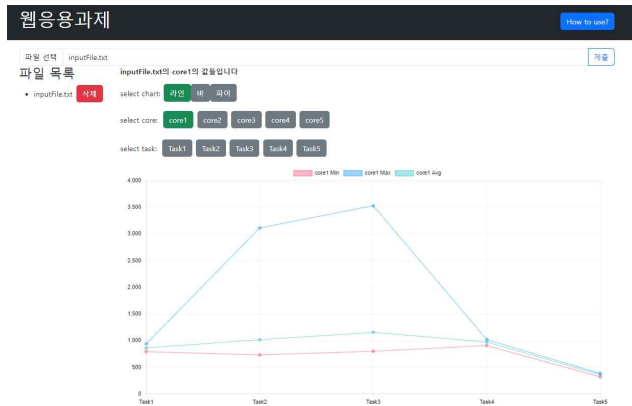 웹응용과제
How to use?
파일 선택 inputFile.txt 제출
파일 목록
inputFile.txt 삭제
inputFile.txt의 core1의 값들입니다
select chart: 라인 바 파이
select core: core1 core2 core3 core4 core5
select task: Task1 Task2 Task3 Task4 Task5
core1 Min core1 Max core1 Avg
4,000
3,500
3,000
2,500
2,000
1,500
1,000
500
0
Task1 Task2 Task3 Task4 Task5